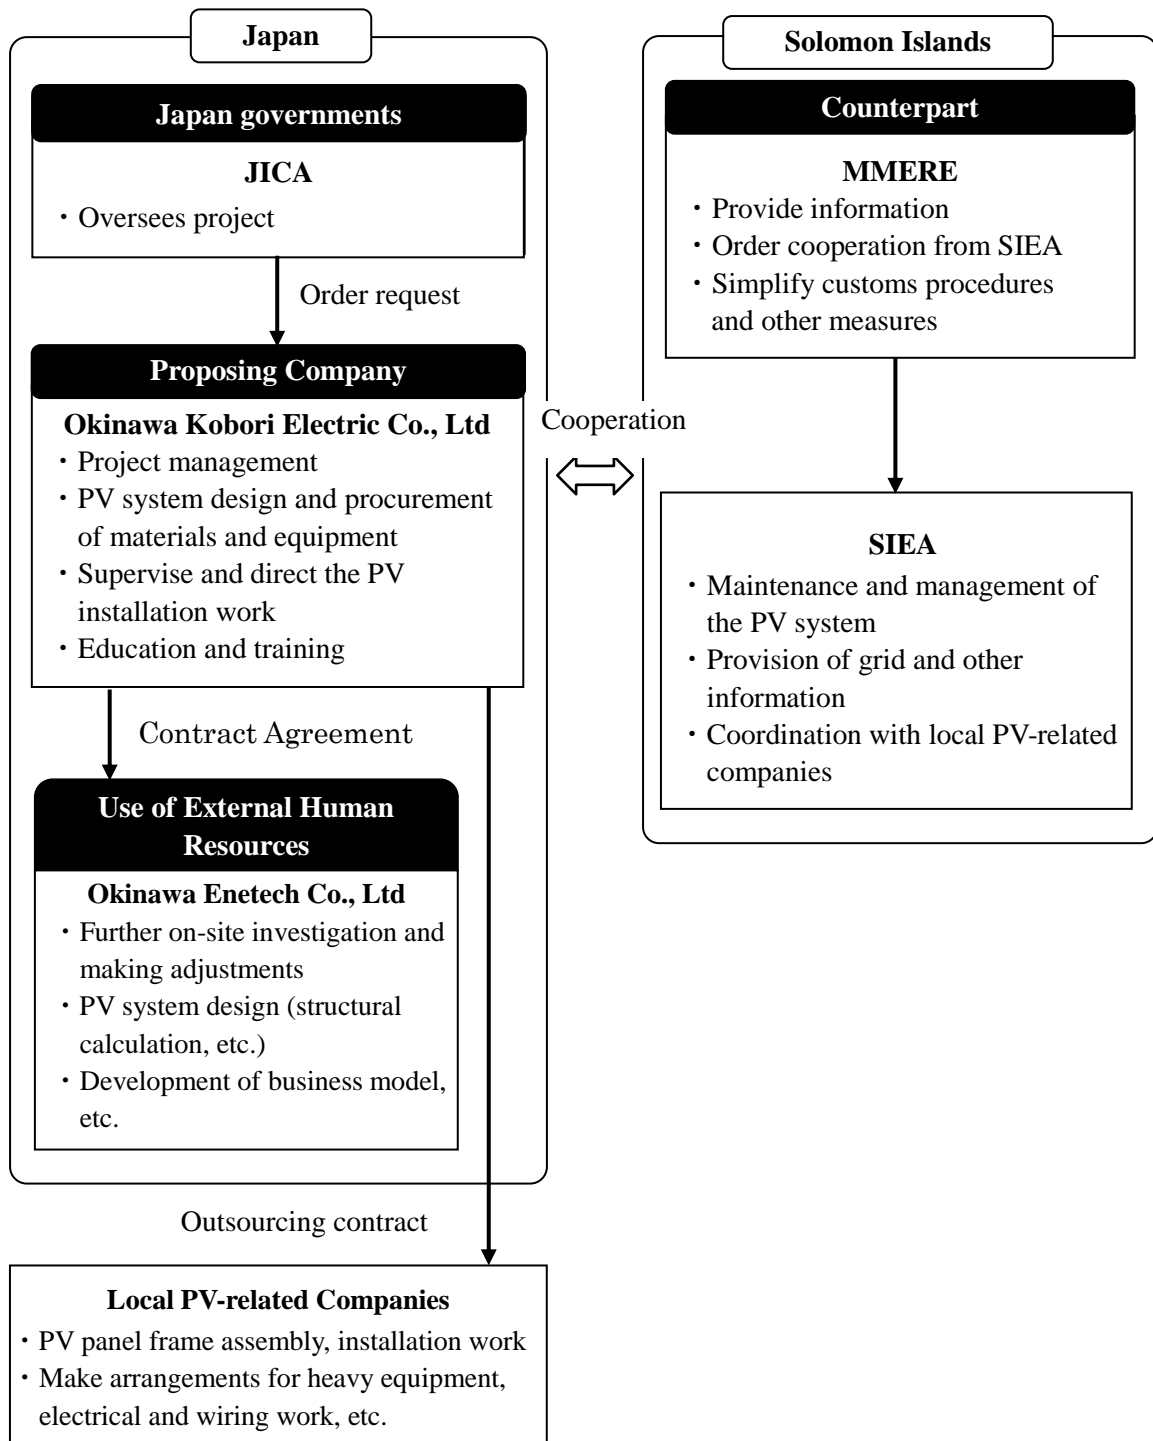 Japan
Japan governments
JICA
・Oversees project
Order request
Proposing Company
Okinawa Kobori Electric Co., Ltd
・Project management
・PV system design and procurement
of materials and equipment
・Supervise and direct the PV
installation work
・Education and training
Contract Agreement
Use of External Human
Resources
Okinawa Enetech Co., Ltd
・Further on-site investigation and
making adjustments
・PV system design (structural
calculation, etc.)
・Development of business model,
etc.
Outsourcing contract
Local PV-related Companies
・PV panel frame assembly, installation work
・Make arrangements for heavy equipment,
electrical and wiring work, etc.
Cooperation
Solomon Islands
Counterpart
MMERE
・Provide information
・Order cooperation from SIEA
・Simplify customs procedures
and other measures
SIEA
・Maintenance and management of
the PV system
・Provision of grid and other
information
・Coordination with local PV-related
companies